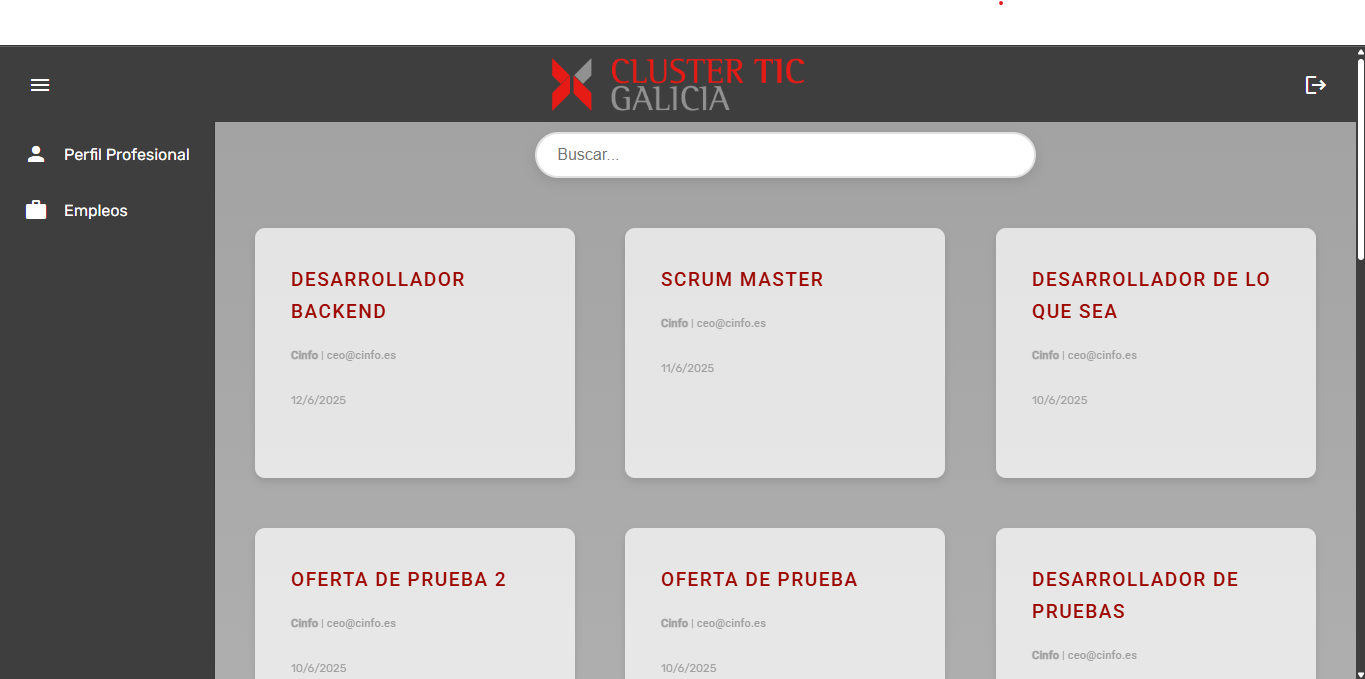 CLUSTER TIC
GALICIA
Perfil Profesional
Empleos
Buscar...
DESARROLLADOR
BACKEND
Cinfo | ceo@cinfo.es
12/6/2025
SCRUM MASTER
Cinfo | ceo@cinfo.es
11/6/2025
DESARROLLADOR DE LO
QUE SEA
Cinfo | ceo@cinfo.es
10/6/2025
OFERTA DE PRUEBA 2
Cinfo | ceo@cinfo.es
10/6/2025
OFERTA DE PRUEBA
Cinfo | ceo@cinfo.es
10/6/2025
DESARROLLADOR DE
PRUEBAS
Cinfo | ceo@cinfo.es